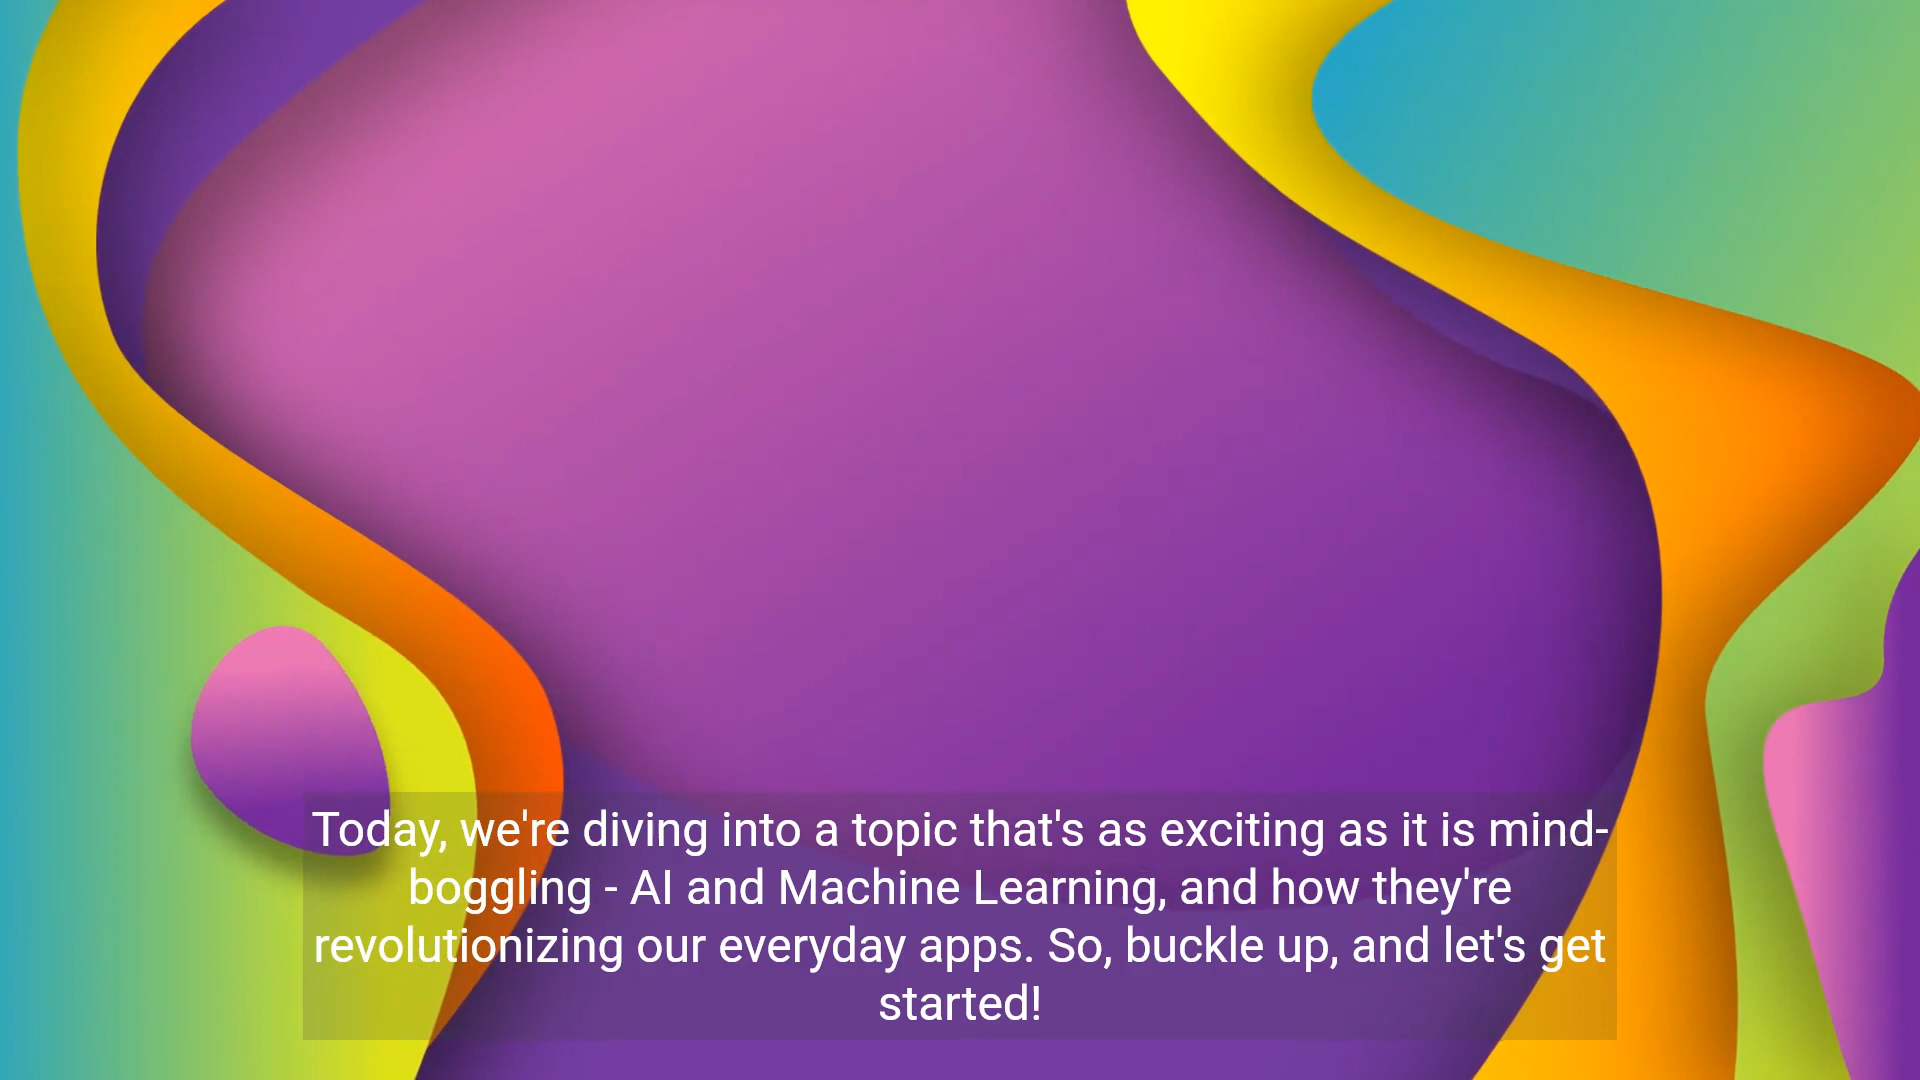 Today, we're diving into a topic that's as exciting as it is mind-
boggling - AI and Machine Learning, and how they're
revolutionizing our everyday apps. So, buckle up, and let's get
started!